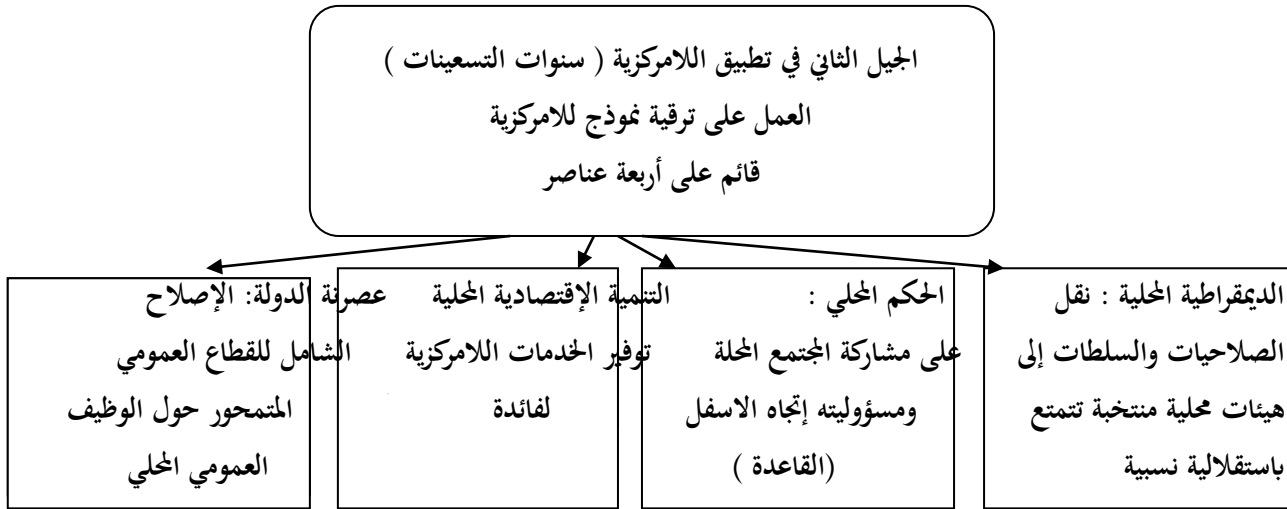 الجيل الثاني في تطبيق اللامركزية ( سنوات التسعينات )
العمل على ترقية نموذج للامركزية
قائم على أربعة عناصر
الديمقراطية المحلية : نقل
الصلاحيات والسلطات إلى
هيئات محلية منتخبة تتمتع
باستقلالية نسبية
الحكم المحلي :
على مشاركة المجتمع المحلة
ومسؤوليته إتجاه الاسفل
(القاعدة )
التنمية الإقتصادية المحلية
توفير الخدمات اللامركزية
لفائدة
عصرنة الدولة: الإصلاح
الشامل للقطاع العمومي
المتمحور حول الوظيف
العمومي المحلي